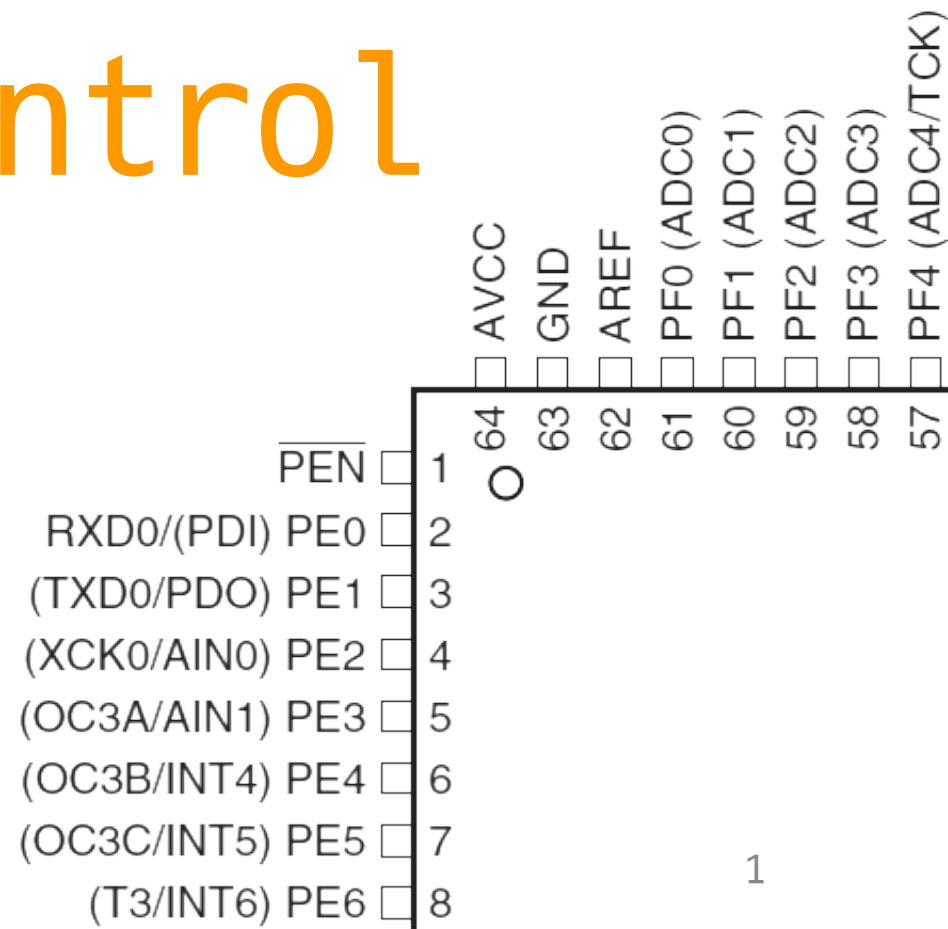 ntrol
AVCC
GND
AREF
PF0 (ADC0)
PF1 (ADC1)
PF2 (ADC2)
PF3 (ADC3)
PF4 (ADC4/TCK)
64
63
62
61
60
59
58
57
PEN 1
RXD0/(PDI) PE0 2
(TXD0/PDO) PE1 3
(XCK0/AIN0) PE2 4
(OC3A/AIN1) PE3 5
(OC3B/INT4) PE4 6
(OC3C/INT5) PE5 7
(T3/INT6) PE6 8
1